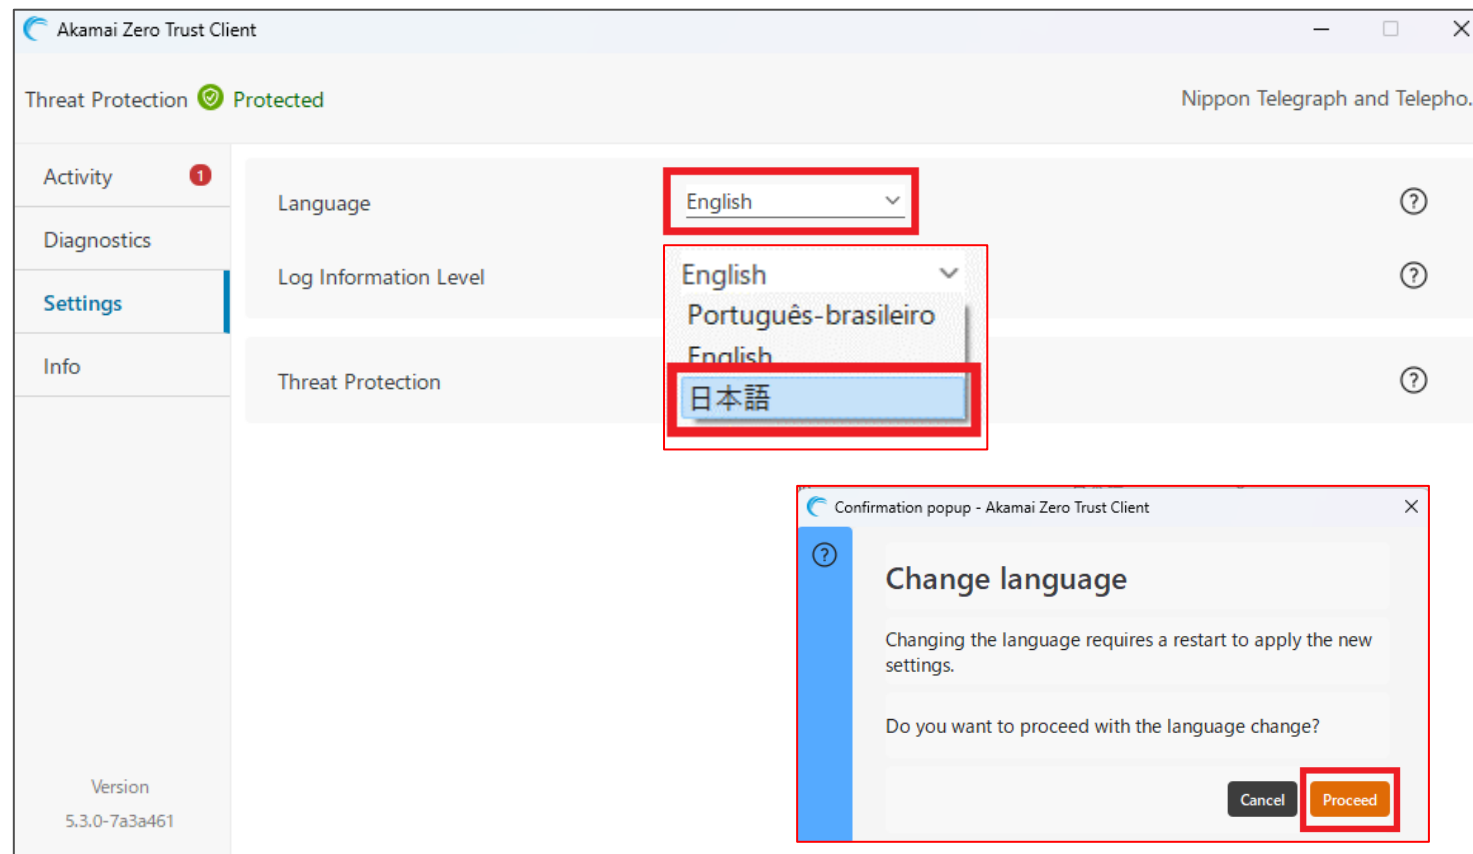 Akamai Zero Trust Client
Threat Protection Protected
Nippon Telegraph and Telepho..
Activity 1
Diagnostics
Settings
Info
Language
English
Log Information Level
English
Português-brasileiro
English
日本語
Threat Protection
Confirmation popup - Akamai Zero Trust Client
Change language
Changing the language requires a restart to apply the new
settings.
Do you want to proceed with the language change?
Cancel Proceed
Version
5.3.0-7a3a461